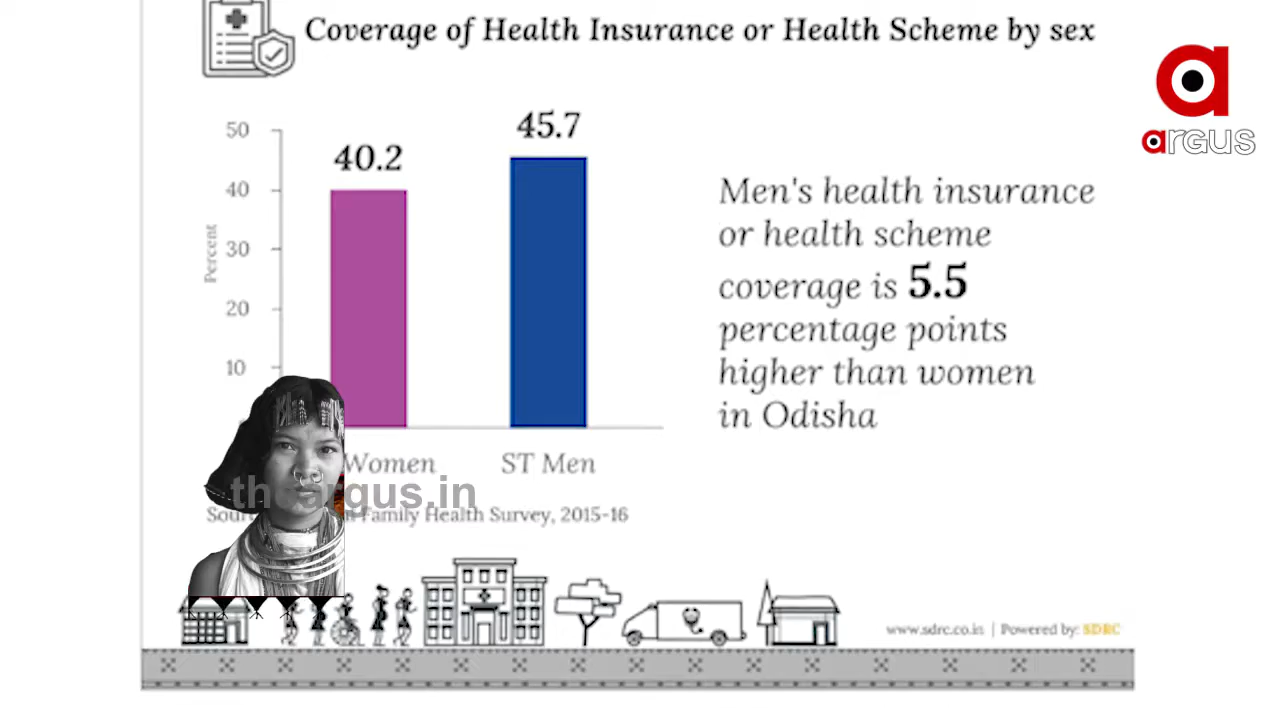 Coverage of Health Insurance or Health Scheme by sex
argus
50
40
30
20
10
Percent
40.2
45.7
Women
ST Men
Men's health insurance
or health scheme
coverage is 5.5
percentage points
higher than women
in Odisha
theargus.in
Family Health Survey, 2015-16
www.sdrc.co.in | Powered by: SDRC